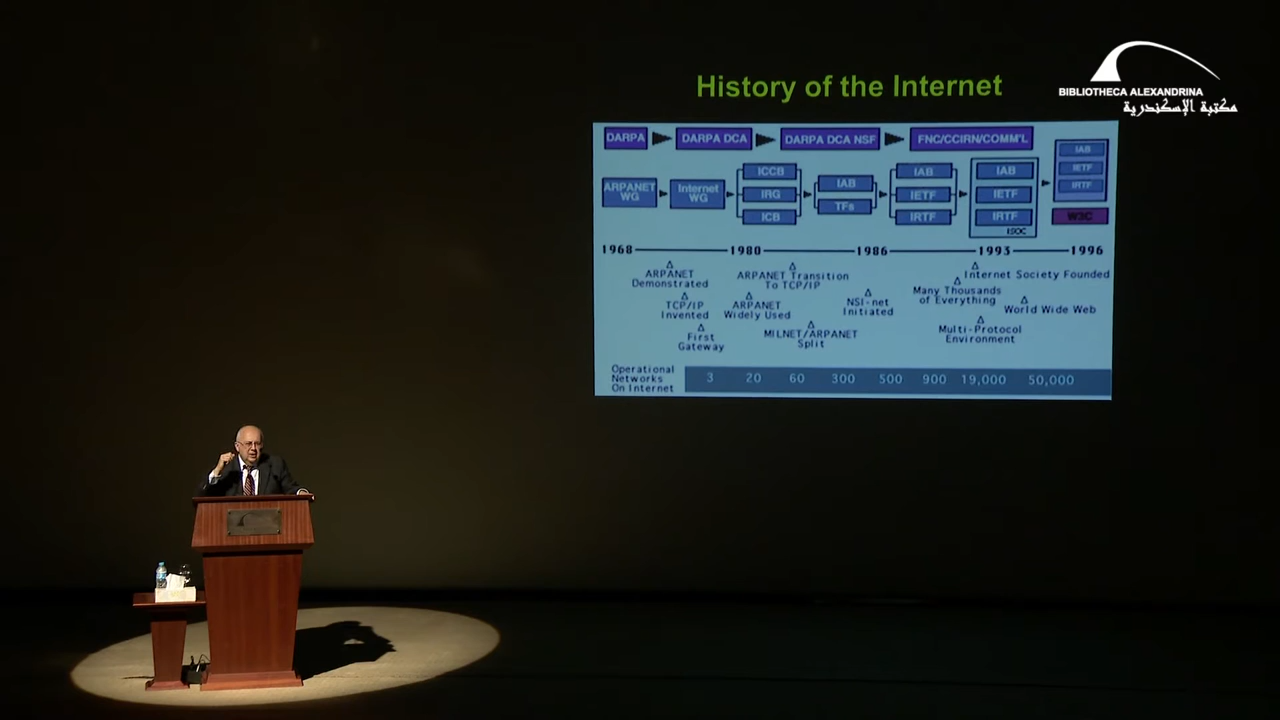 History of the Internet
BIBLIOTHECA ALEXANDRINA
مكتبة الإسكندرية
DARPA
DARPA DCA
DARPA DCA NSF
FNC/CCIRN/COMM'L
ARPANET
WG
Internet
WG
ICCB
IRG
ICB
IAB
TFs
IAB
IETF
IRTF
IAB
IETF
IRTF
ISOC
IAB
IETF
IRTF
W3C
1968
1980
1986
1993
1996
ARPANET
Demonstrated
TCP/IP
Invented
First
Gateway
ARPANET Transition
To TCP/IP
ARPANET
Widely Used
MILNET/ARPANET
Split
NSI-net
Initiated
Internet Society Founded
Many Thousands
of Everything
World Wide Web
Multi-Protocol
Environment
Operational
Networks
On Internet
3 20 60 300 500 900 19,000 50,000